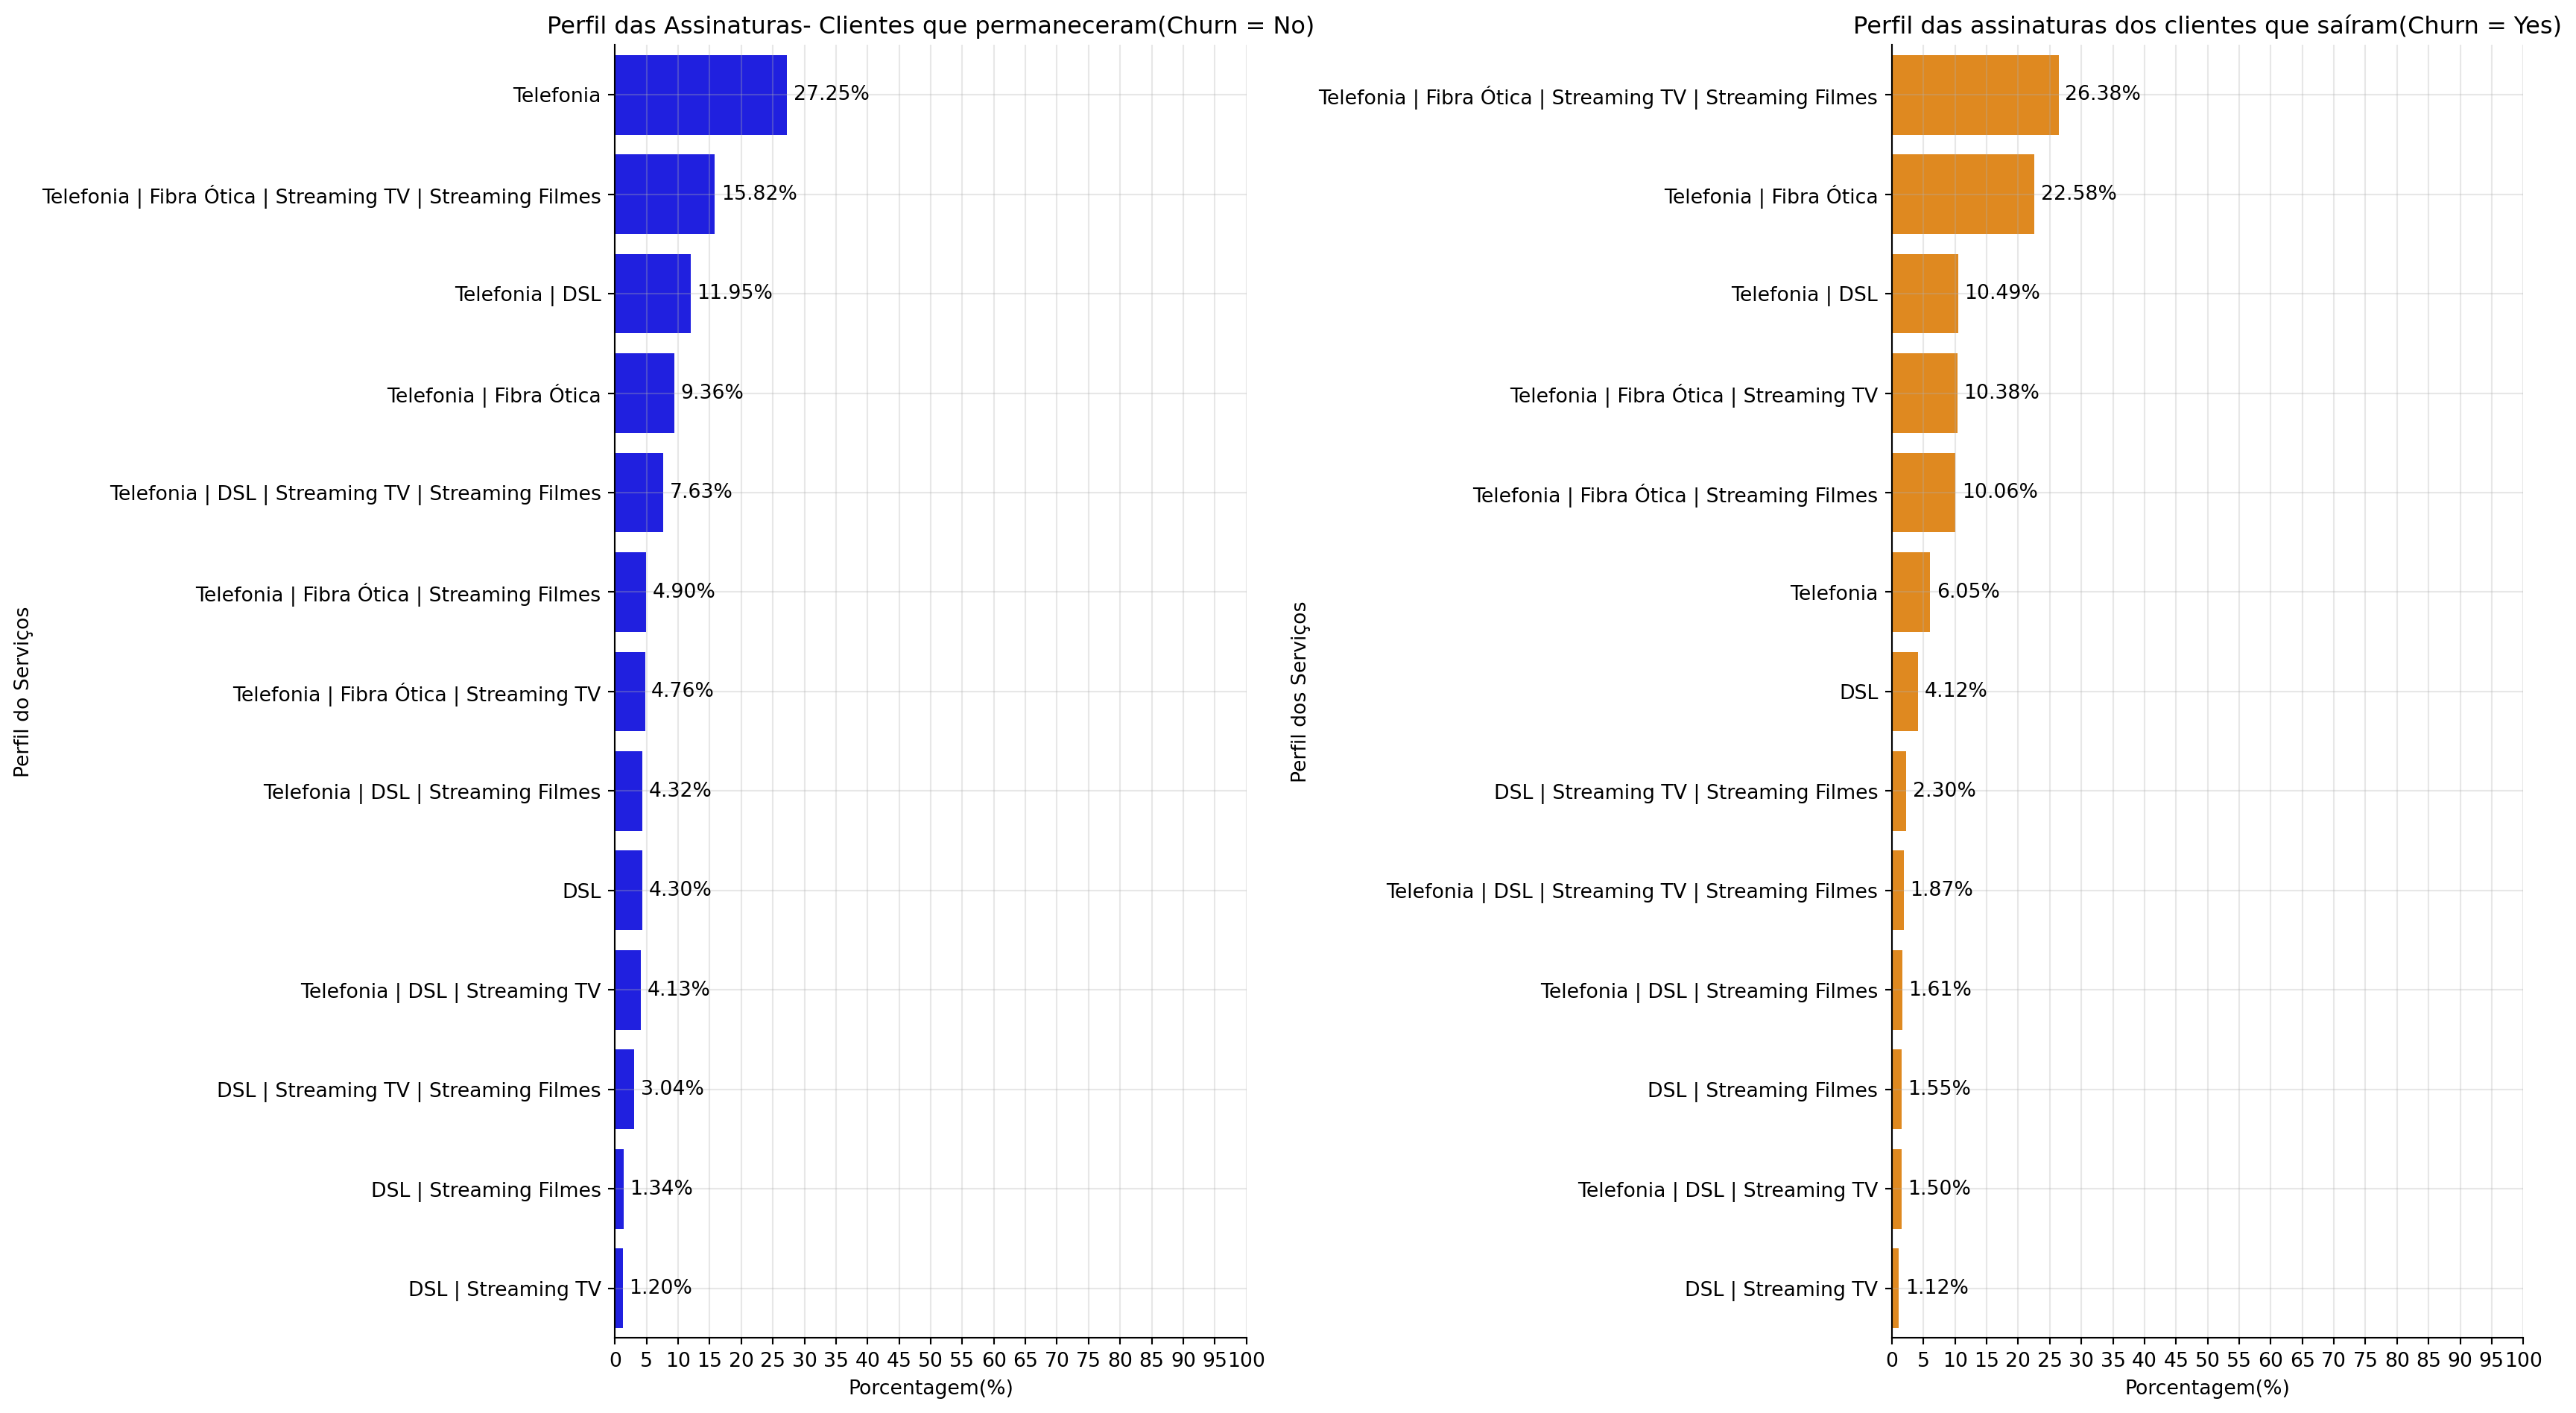 Perfil das Assinaturas- Clientes que permaneceram(Churn = No)
Perfil do Serviços
Telefonia
27.25%
Telefonia | Fibra Ótica | Streaming TV | Streaming Filmes
15.82%
Telefonia | DSL
11.95%
Telefonia | Fibra Ótica
9.36%
Telefonia | DSL | Streaming TV | Streaming Filmes
7.63%
Telefonia | Fibra Ótica | Streaming Filmes
4.90%
Telefonia | Fibra Ótica | Streaming TV
4.76%
Telefonia | DSL | Streaming Filmes
4.32%
DSL
4.30%
Telefonia | DSL | Streaming TV
4.13%
DSL | Streaming TV | Streaming Filmes
3.04%
DSL | Streaming Filmes
1.34%
DSL | Streaming TV
1.20%
0 5 10 15 20 25 30 35 40 45 50 55 60 65 70 75 80 85 90 95 100
Porcentagem(%)
Perfil das assinaturas dos clientes que saíram(Churn = Yes)
Perfil dos Serviços
Telefonia | Fibra Ótica | Streaming TV | Streaming Filmes
26.38%
Telefonia | Fibra Ótica
22.58%
Telefonia | DSL
10.49%
Telefonia | Fibra Ótica | Streaming TV
10.38%
Telefonia | Fibra Ótica | Streaming Filmes
10.06%
Telefonia
6.05%
DSL
4.12%
DSL | Streaming TV | Streaming Filmes
2.30%
Telefonia | DSL | Streaming TV | Streaming Filmes
1.87%
Telefonia | DSL | Streaming Filmes
1.61%
DSL | Streaming Filmes
1.55%
Telefonia | DSL | Streaming TV
1.50%
DSL | Streaming TV
1.12%
0 5 10 15 20 25 30 35 40 45 50 55 60 65 70 75 80 85 90 95 100
Porcentagem(%)